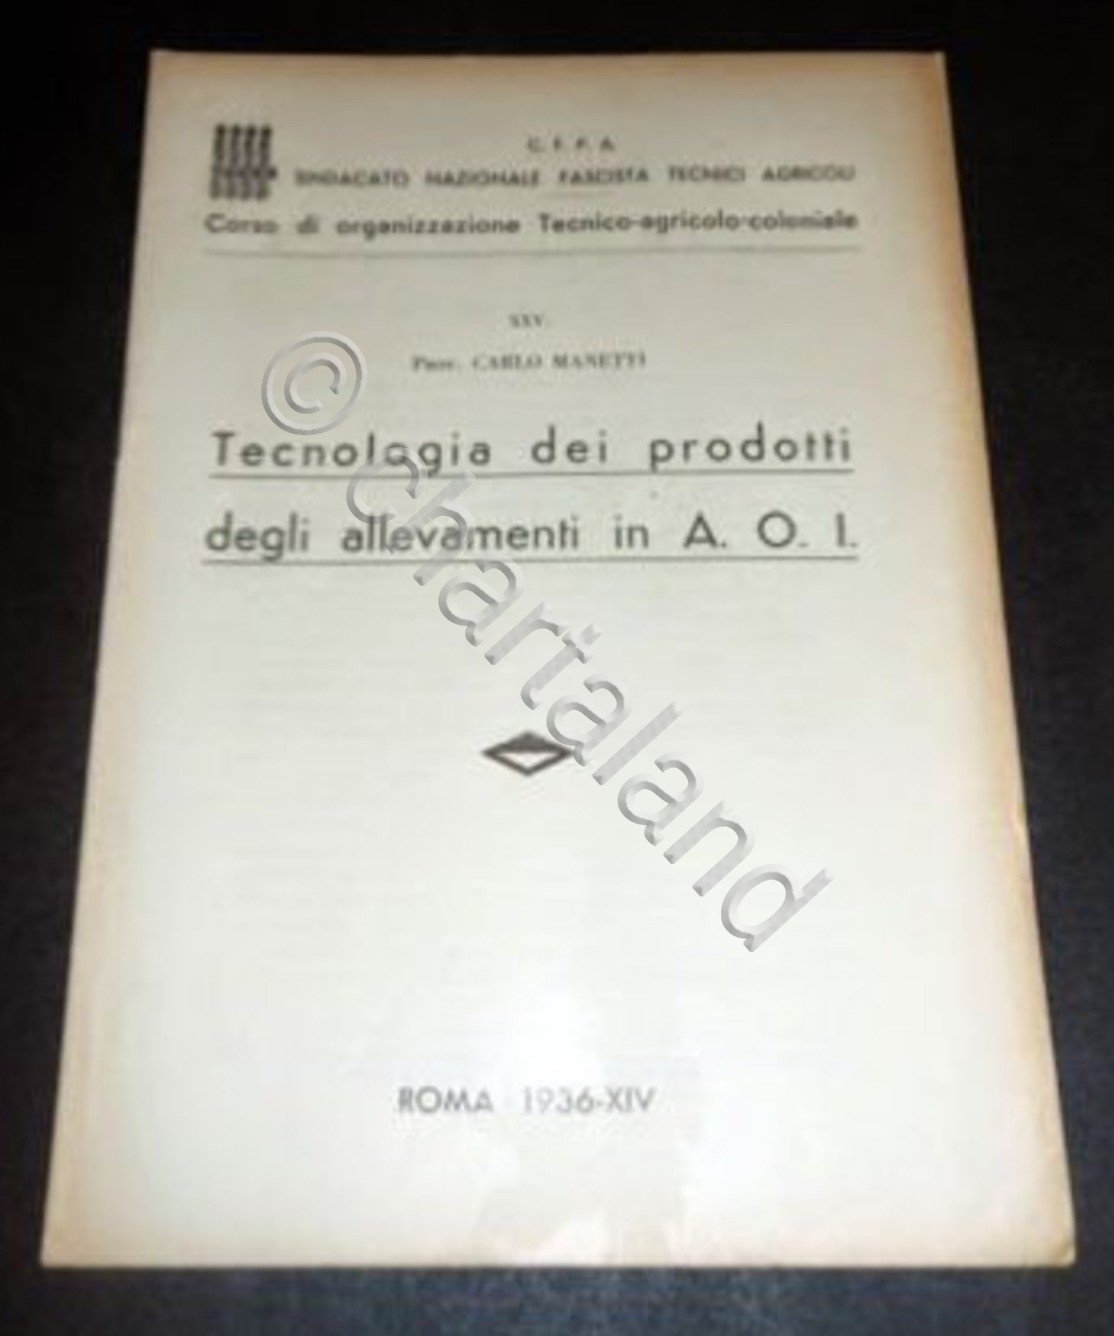 C. F. P. A.
SINDACATO NAZIONALE FASCISTA TECNICI AGRICOLI
Corso di organizzazione Tecnico-agricolo-coloniale
XXV.
Prof. CARLO MANETTI
Tecnologia dei prodotti
degli allevamenti in A. O. I.
ROMA 1936-XIV
© chartaland